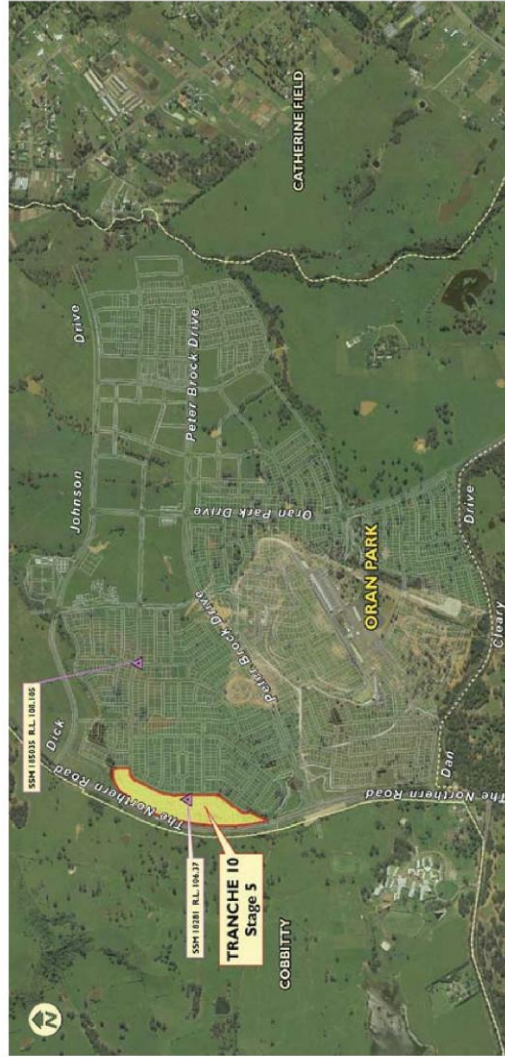 N
SSM 185035 R.L. 108.105
Johnson
Drive
Dick
The Northern Road
Peter Brock Drive
CATHERINE FIELD
Oran Park Drive
Peter Brock Drive
SSM 18281 R.L. 106.37
TRANCHE 10
Stage 5
ORAN PARK
COBBITTY
The Northern Road
Dan
Cleary
Drive